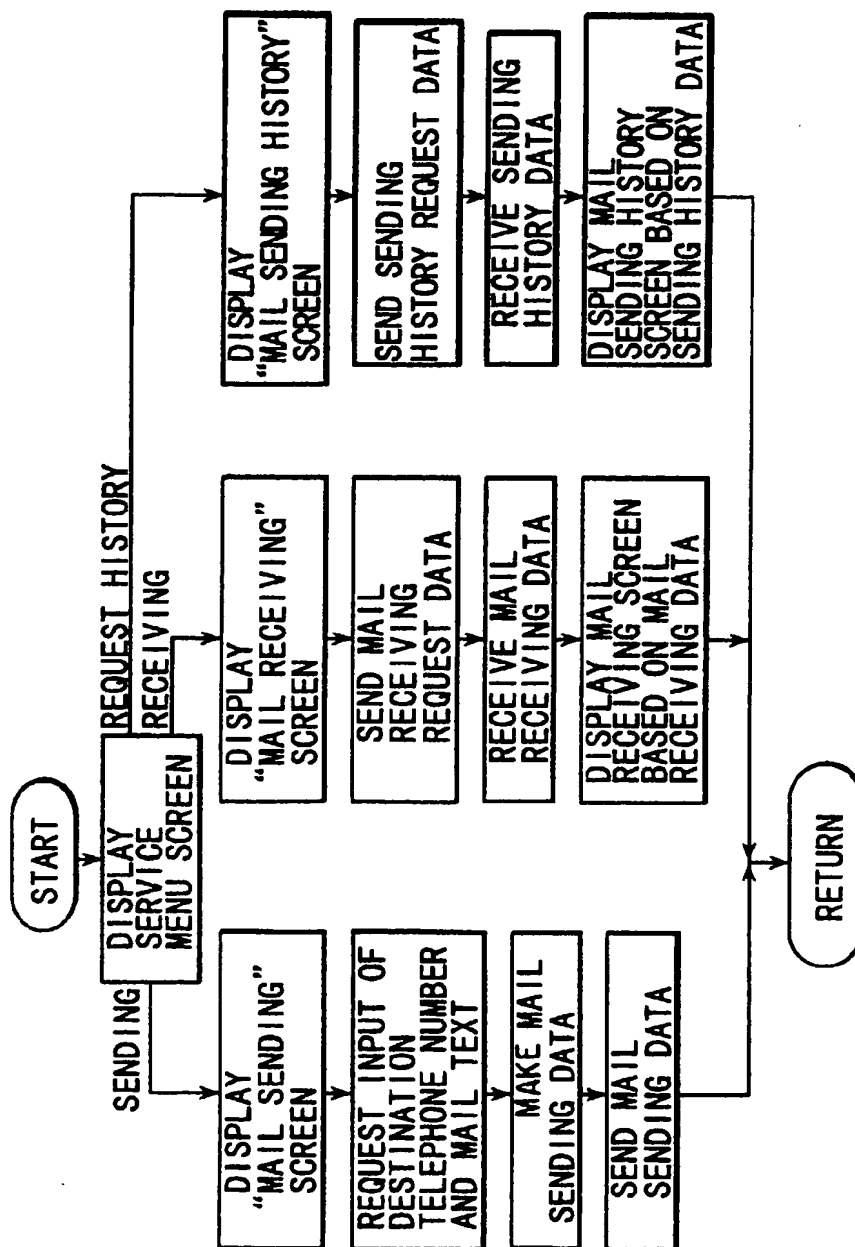 START
DISPLAY
SERVICE
MENU SCREEN
SENDING
DISPLAY
“MAIL SENDING”
SCREEN
REQUEST INPUT OF
DESTINATION
TELEPHONE NUMBER
AND MAIL TEXT
MAKE MAIL
SENDING DATA
SEND MAIL
SENDING DATA
RECEIVING
DISPLAY
“MAIL RECEIVING”
SCREEN
SEND MAIL
RECEIVING
REQUEST DATA
RECEIVE MAIL
RECEIVING DATA
DISPLAY MAIL
RECEIVING SCREEN
BASED ON MAIL
RECEIVING DATA
REQUEST HISTORY
DISPLAY
“MAIL SENDING HISTORY”
SCREEN
SEND SENDING
HISTORY REQUEST DATA
RECEIVE SENDING
HISTORY DATA
DISPLAY MAIL
SENDING HISTORY
SCREEN BASED ON
SENDING HISTORY DATA
RETURN